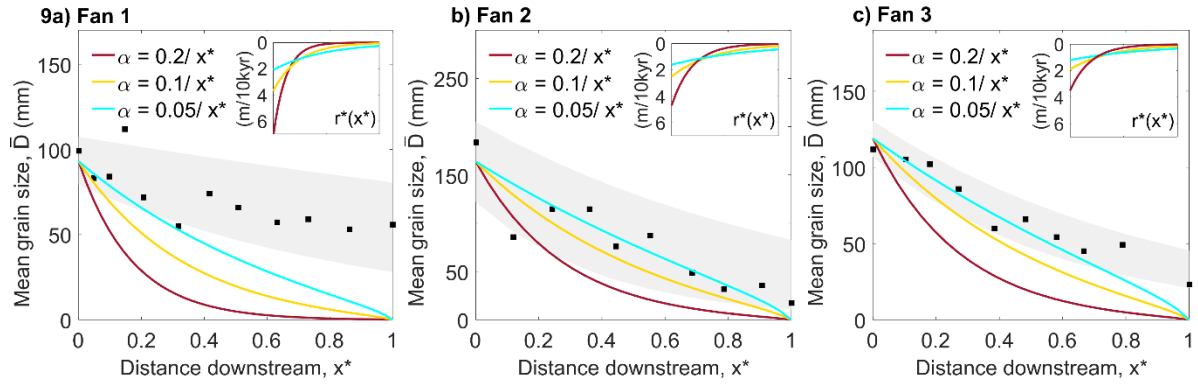 9a) Fan 1
170
150
100
50
0
Mean grain size, D̄ (mm)
α = 0.2/ x*
α = 0.1/ x*
α = 0.05/ x*
0
2
4
6
(m/10kyr)
r*(x*)
0 0.2 0.4 0.6 0.8 1
Distance downstream, x*
b) Fan 2
300
250
150
50
0
Mean grain size, D̄ (mm)
α = 0.2/ x*
α = 0.1/ x*
α = 0.05/ x*
0
2
4
6
(m/10kyr)
r*(x*)
0 0.2 0.4 0.6 0.8 1
Distance downstream, x*
c) Fan 3
190
150
100
50
0
Mean grain size, D̄ (mm)
α = 0.2/ x*
α = 0.1/ x*
α = 0.05/ x*
0
2
4
6
(m/10kyr)
r*(x*)
0 0.2 0.4 0.6 0.8 1
Distance downstream, x*